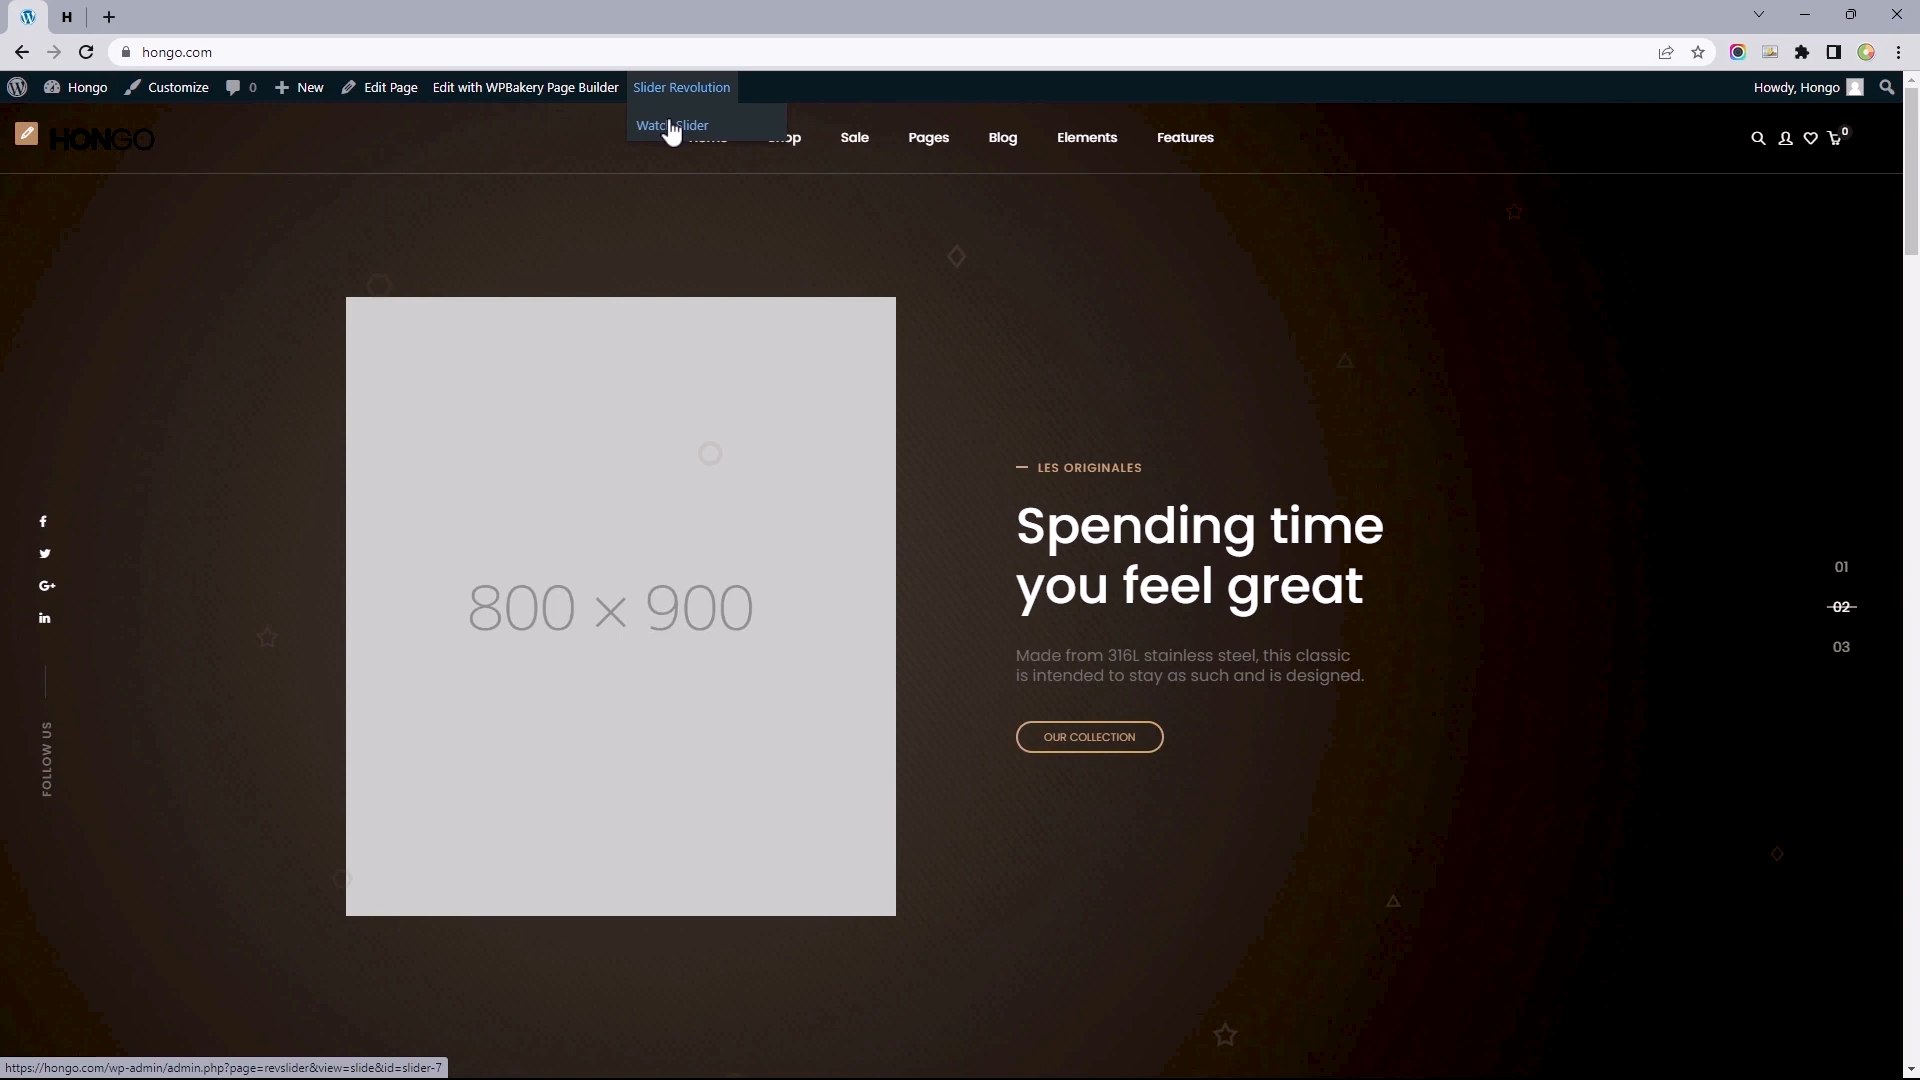 H
hongo.com
Hongo
Customize
0
New
Edit Page
Edit with WPBakery Page Builder
Slider Revolution
Howdy, Hongo
Watch Slider
HONGO
Home
Shop
Sale
Pages
Blog
Elements
Features
0
LES ORIGINALES
Spending time
you feel great
800 × 900
Made from 316L stainless steel, this classic
is intended to stay as such and is designed.
OUR COLLECTION
01
02
03
FOLLOW US
https://hongo.com/wp-admin/admin.php?page=revslider&view=slide&id=slider-7